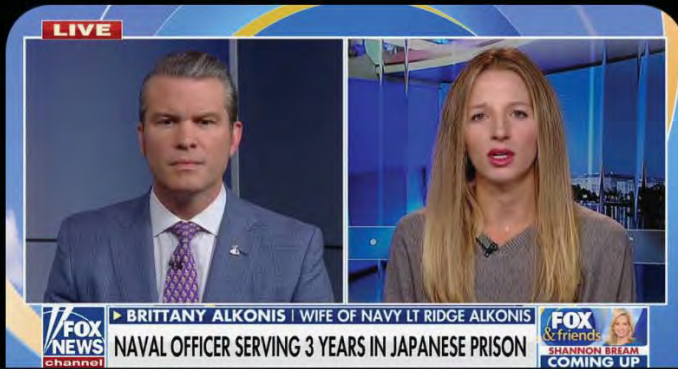 LIVE
▸ BRITTANY ALKONIS | WIFE OF NAVY LT RIDGE ALKONIS
NAVAL OFFICER SERVING 3 YEARS IN JAPANESE PRISON
FOX
NEWS
channel
FOX
& friends
SHANNON BREAM
COMING UP